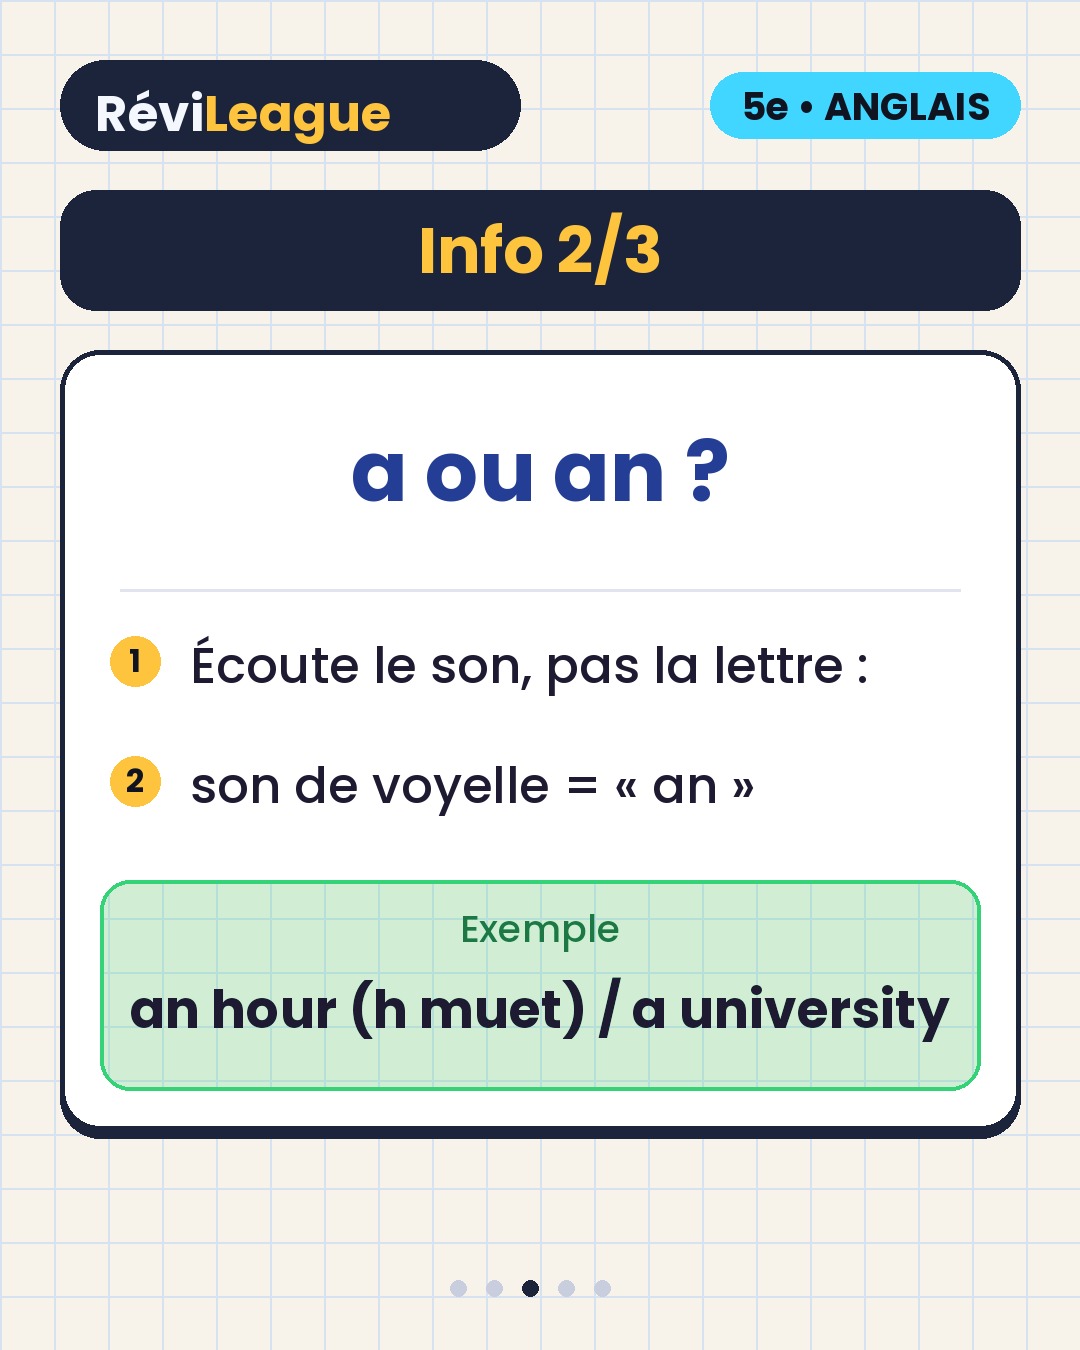 RéviLeague
5e • ANGLAIS
Info 2/3
a ou an ?
1 Écoute le son, pas la lettre :
2 son de voyelle = « an »
Exemple
an hour (h muet) / a university